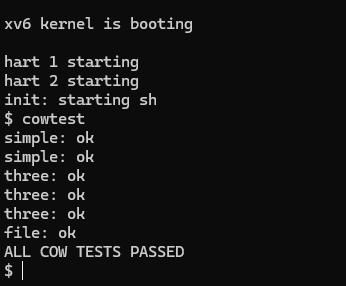 xv6 kernel is booting
hart 1 starting
hart 2 starting
init: starting sh
$ cowtest
simple: ok
simple: ok
three: ok
three: ok
three: ok
file: ok
ALL COW TESTS PASSED
$